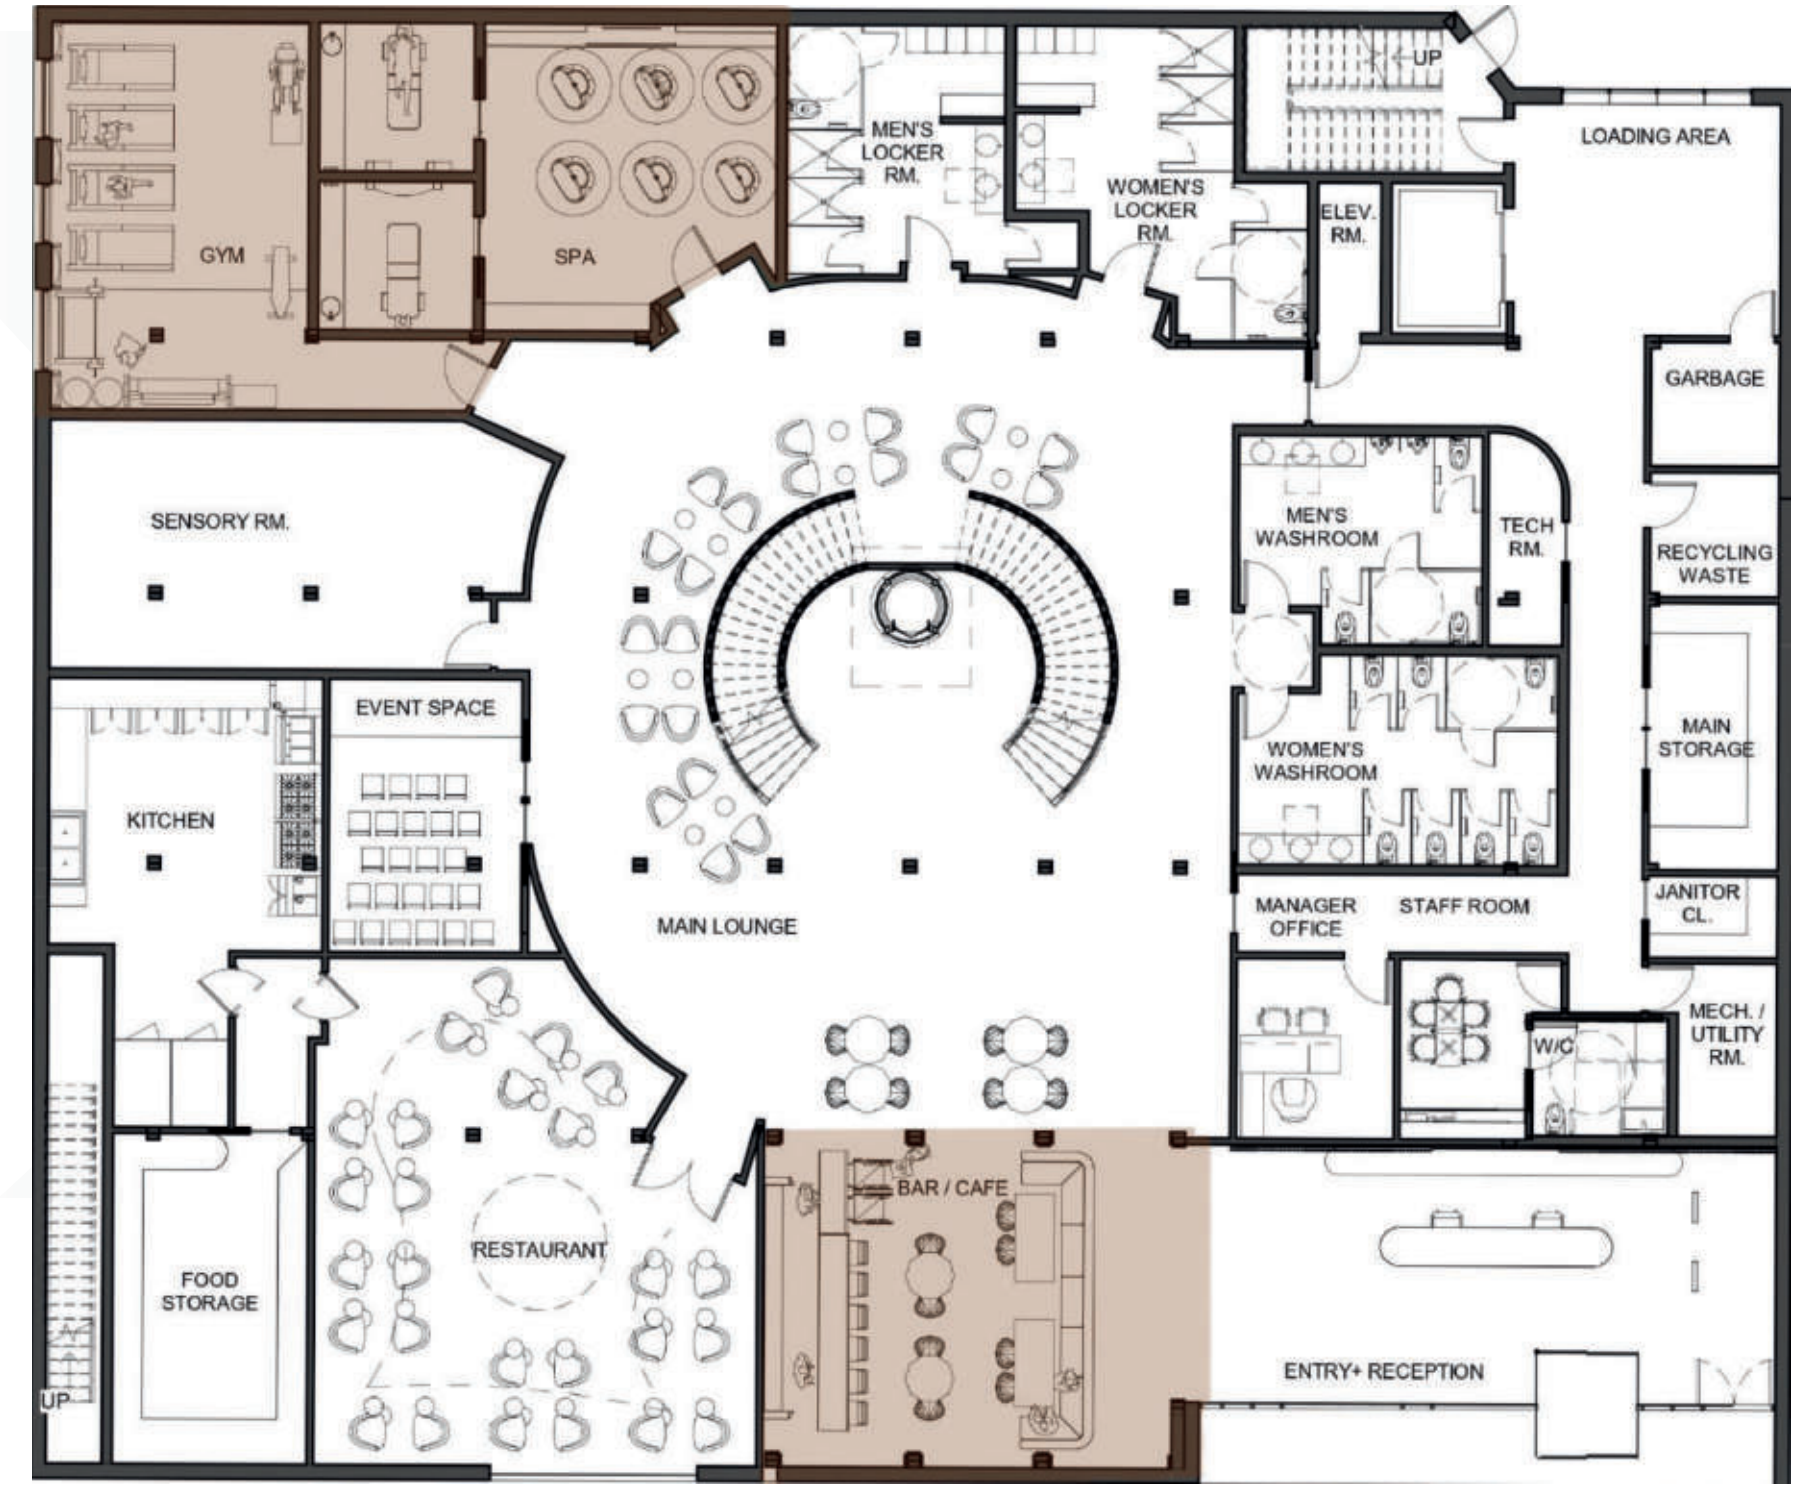 UP
LOADING AREA
MEN'S
LOCKER
RM.
WOMEN'S
LOCKER
RM.
ELEV.
RM.
GYM
SPA
GARBAGE
SENSORY RM.
MEN'S
WASHROOM
TECH
RM.
RECYCLING
WASTE
EVENT SPACE
WOMEN'S
WASHROOM
MAIN
STORAGE
KITCHEN
MAIN LOUNGE
MANAGER
OFFICE
STAFF ROOM
JANITOR
CL.
MECH. /
UTILITY
RM.
W/C
BAR / CAFE
RESTAURANT
FOOD
STORAGE
ENTRY+ RECEPTION
UP